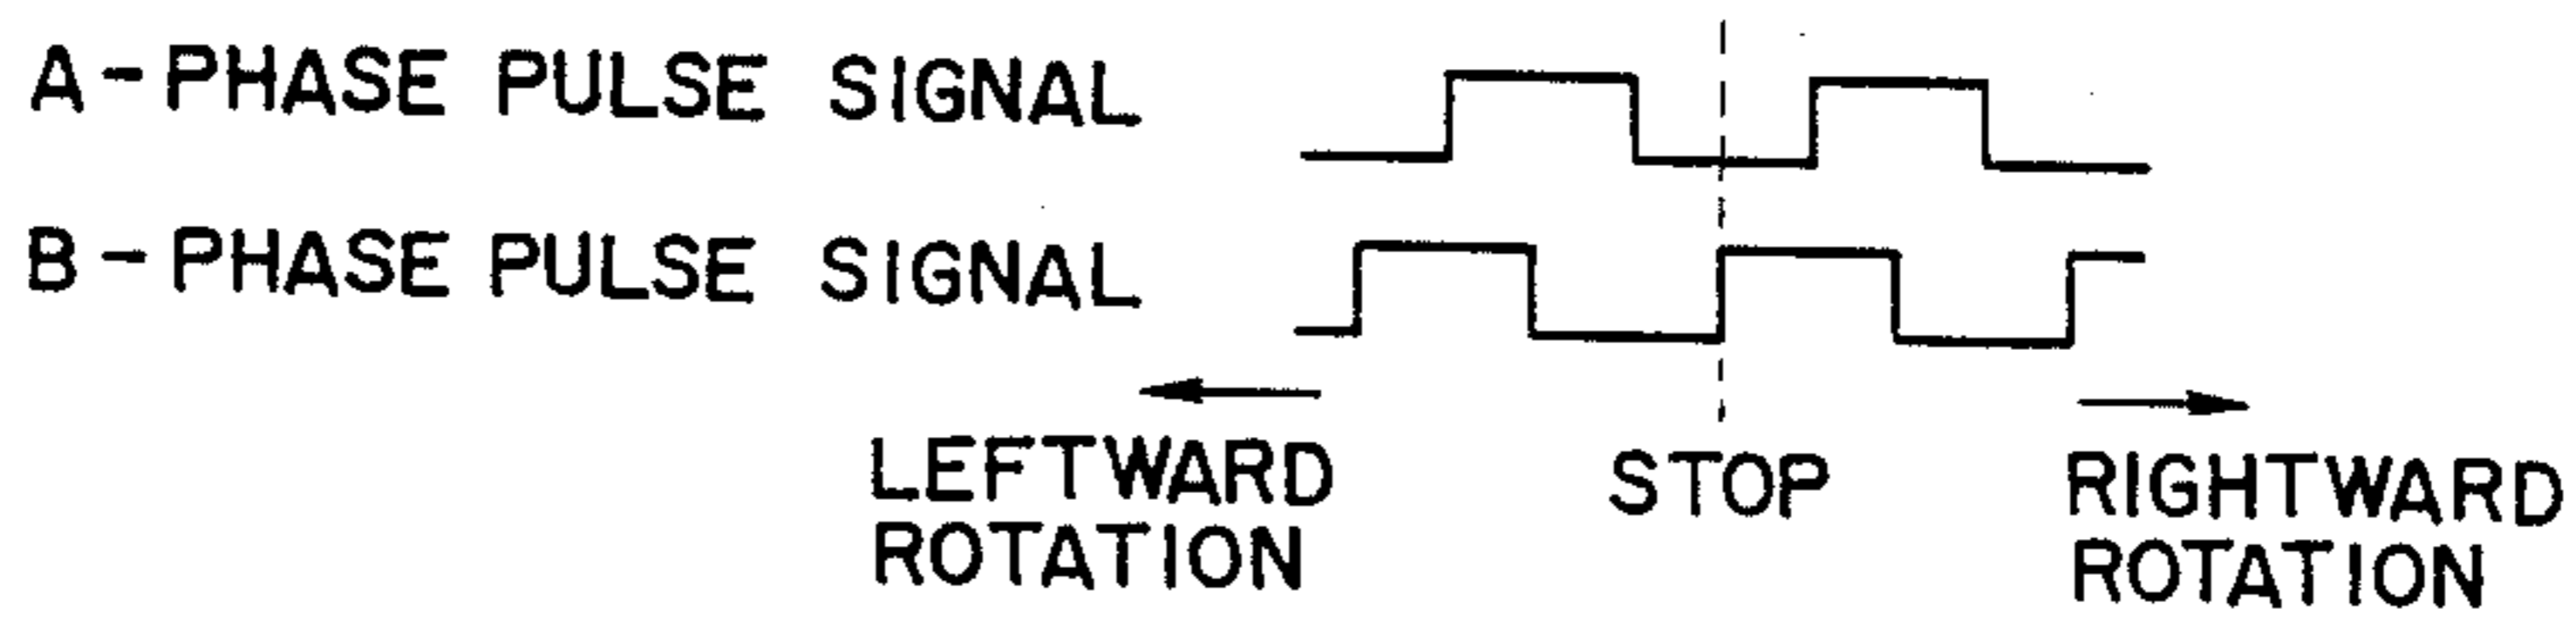 A-PHASE PULSE SIGNAL
B-PHASE PULSE SIGNAL
LEFTWARD
ROTATION
STOP
RIGHTWARD
ROTATION